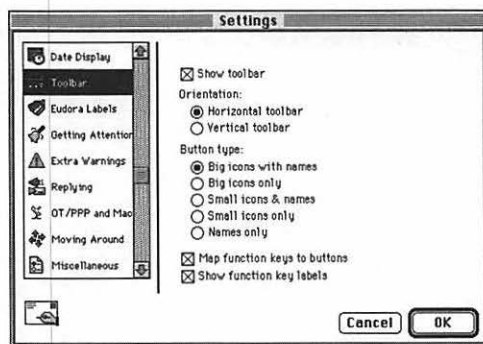 Settings
Date Display
Toolbar
Eudora Labels
Getting Attention
Extra Warnings
Replying
OT/PPP and Mac
Moving Around
Miscellaneous
Show toolbar
Orientation:
Horizontal toolbar
Vertical toolbar
Button type:
Big icons with names
Big icons only
Small icons & names
Small icons only
Names only
Map function keys to buttons
Show function key labels
Cancel
OK